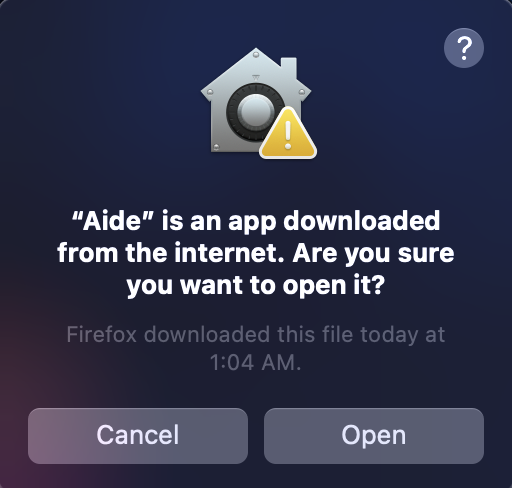 ?
“Aide” is an app downloaded
from the internet. Are you sure
you want to open it?
Firefox downloaded this file today at
1:04 AM.
Cancel
Open